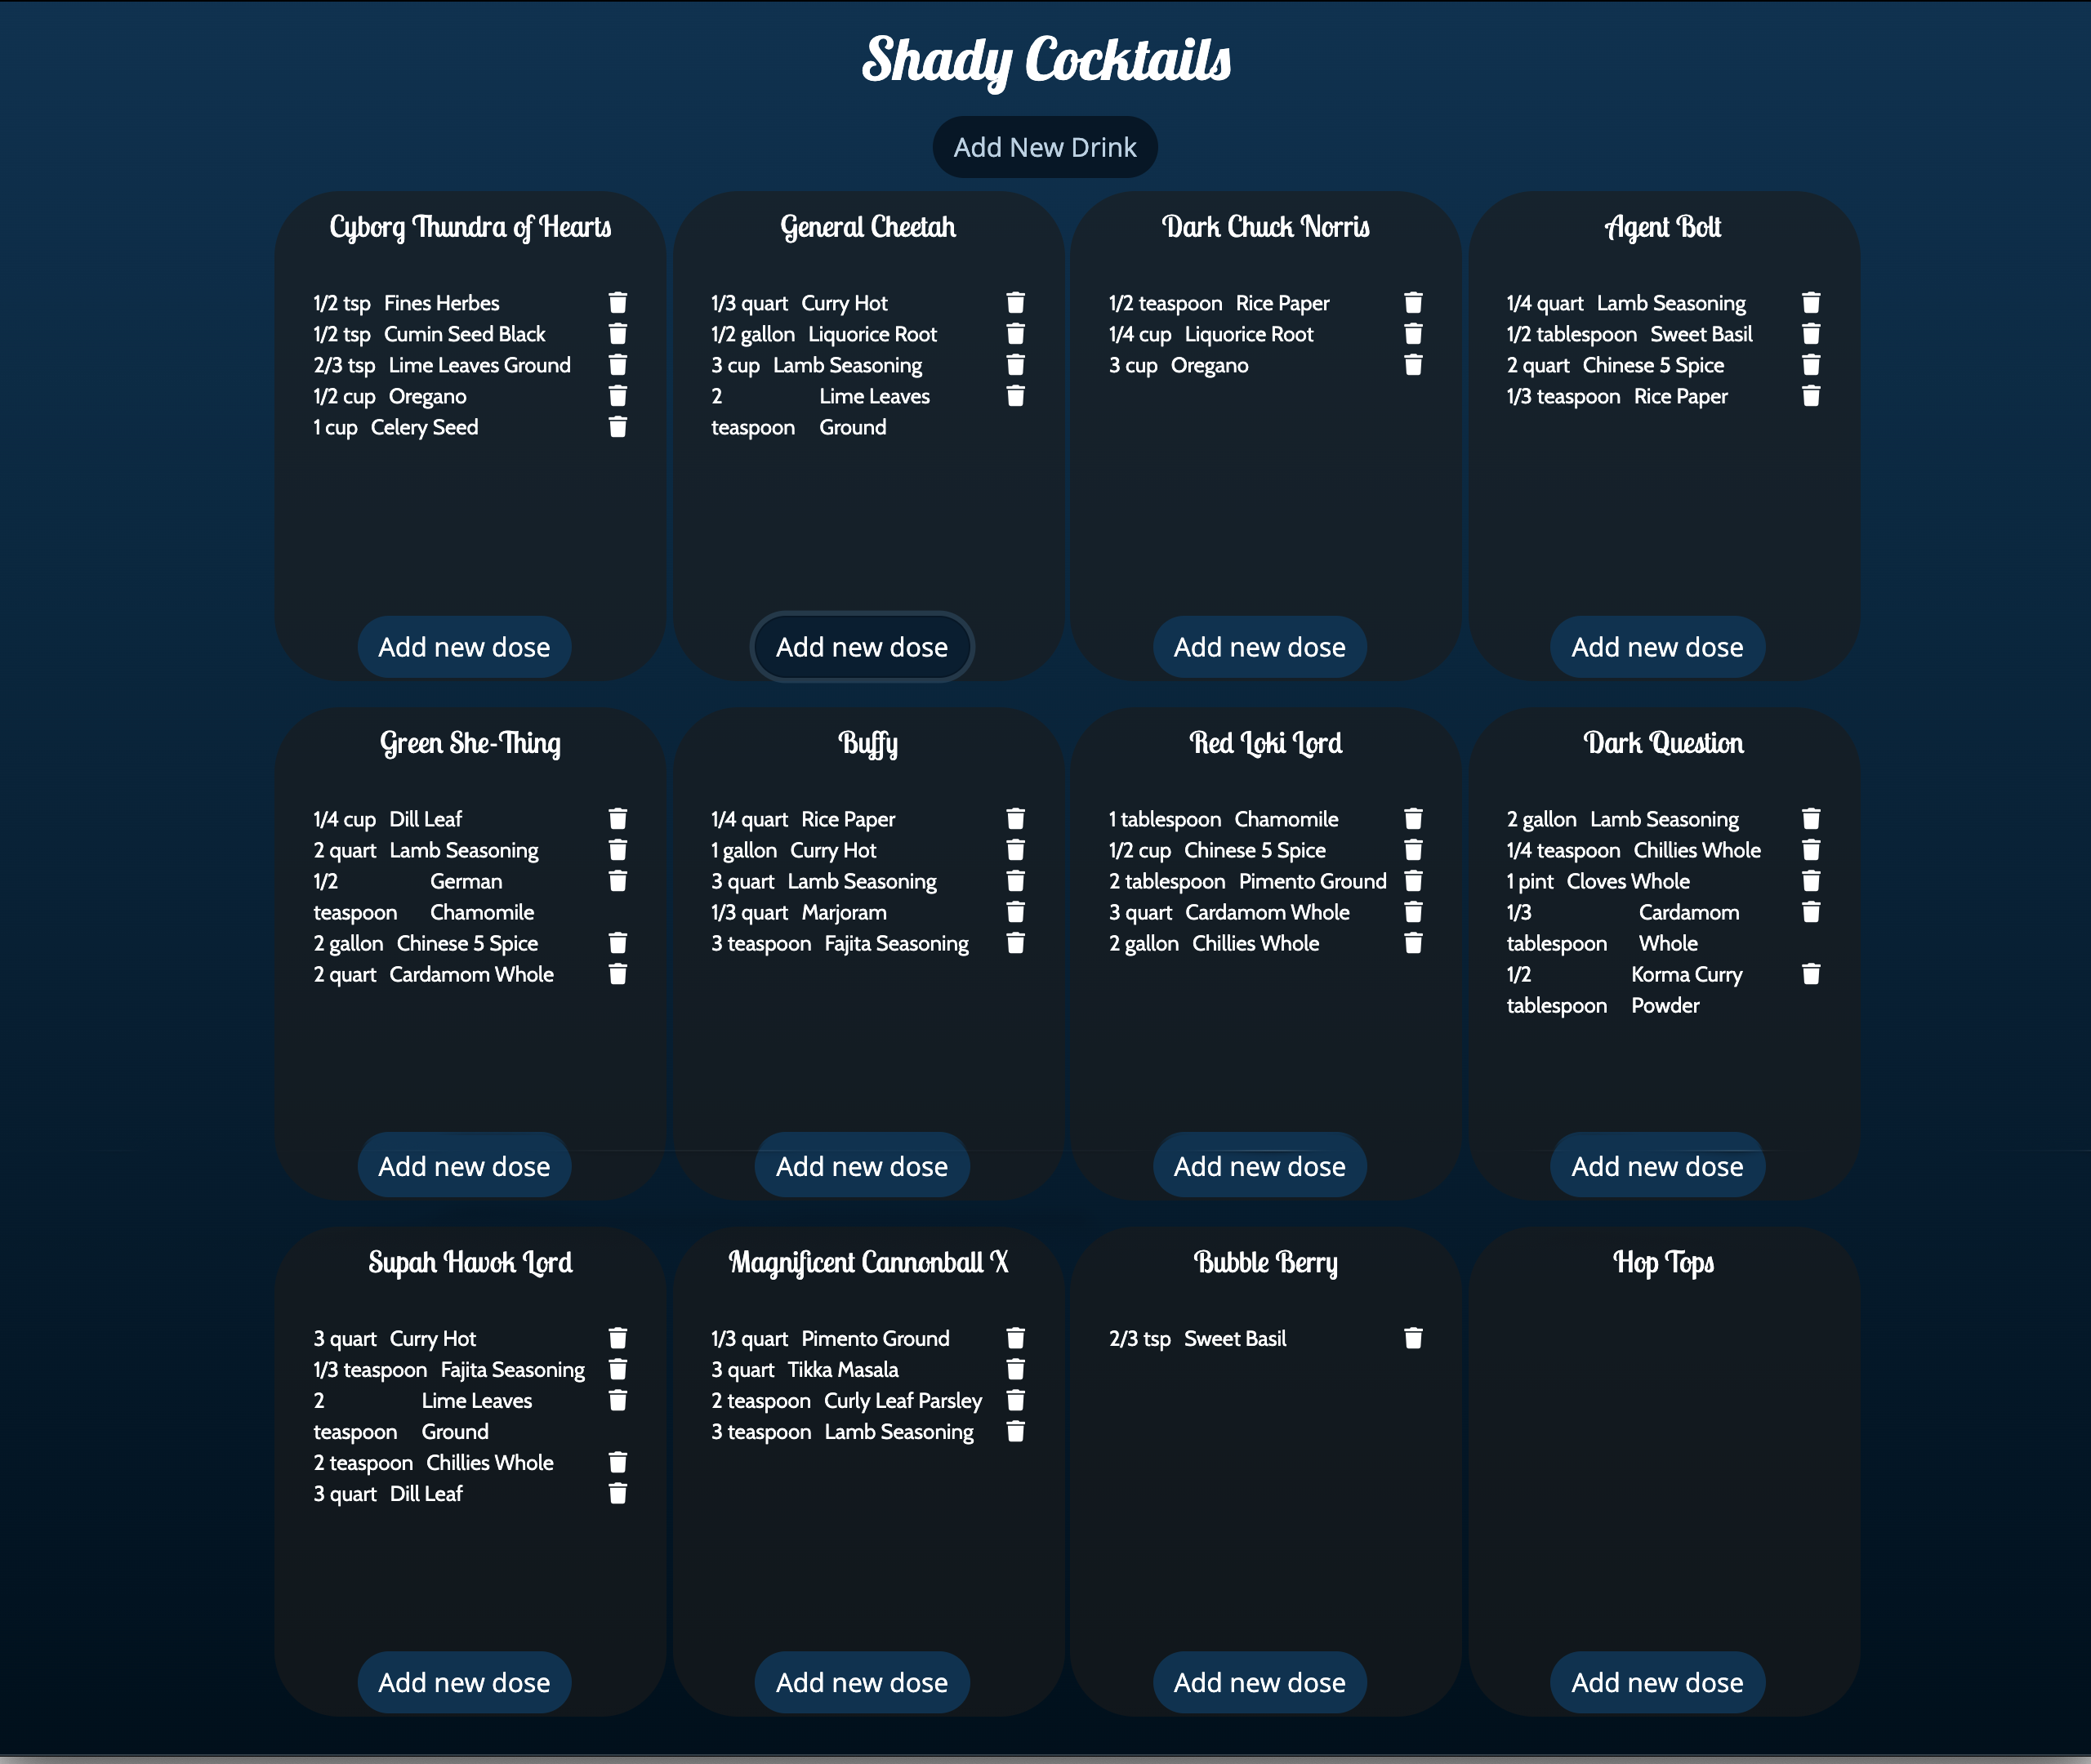 Shady Cocktails
Add New Drink
Cyborg Thundra of Hearts
1/2 tsp Fines Herbes
1/2 tsp Cumin Seed Black
2/3 tsp Lime Leaves Ground
1/2 cup Oregano
1 cup Celery Seed
Add new dose
General Cheetah
1/3 quart Curry Hot
1/2 gallon Liquorice Root
3 cup Lamb Seasoning
2 Lime Leaves
teaspoon Ground
Add new dose
Dark Chuck Norris
1/2 teaspoon Rice Paper
1/4 cup Liquorice Root
3 cup Oregano
Add new dose
Agent Bolt
1/4 quart Lamb Seasoning
1/2 tablespoon Sweet Basil
2 quart Chinese 5 Spice
1/3 teaspoon Rice Paper
Add new dose
Green She-Thing
1/4 cup Dill Leaf
2 quart Lamb Seasoning
1/2 German
teaspoon Chamomile
2 gallon Chinese 5 Spice
2 quart Cardamom Whole
Add new dose
Buffy
1/4 quart Rice Paper
1 gallon Curry Hot
3 quart Lamb Seasoning
1/3 quart Marjoram
3 teaspoon Fajita Seasoning
Add new dose
Red Loki Lord
1 tablespoon Chamomile
1/2 cup Chinese 5 Spice
2 tablespoon Pimento Ground
3 quart Cardamom Whole
2 gallon Chillies Whole
Add new dose
Dark Question
2 gallon Lamb Seasoning
1/4 teaspoon Chillies Whole
1 pint Cloves Whole
1/3 Cardamom
tablespoon Whole
1/2 Korma Curry
tablespoon Powder
Add new dose
Supah Havok Lord
3 quart Curry Hot
1/3 teaspoon Fajita Seasoning
2 Lime Leaves
teaspoon Ground
2 teaspoon Chillies Whole
3 quart Dill Leaf
Add new dose
Magnificent Cannonball X
1/3 quart Pimento Ground
3 quart Tikka Masala
2 teaspoon Curly Leaf Parsley
3 teaspoon Lamb Seasoning
Add new dose
Bubble Berry
2/3 tsp Sweet Basil
Add new dose
Hop Tops
Add new dose